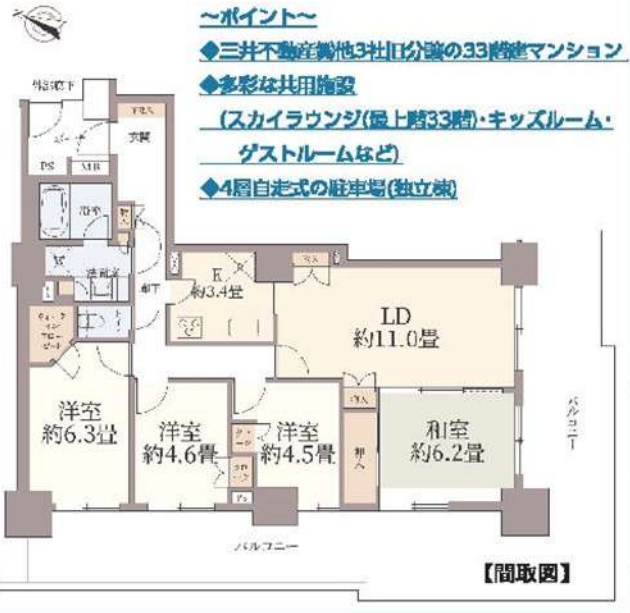 ～ポイント～
◆三井不動産㈱他3社旧分譲の33階建マンション
◆多彩な共用施設
(スカイラウンジ(最上階33階)・キッズルーム・
ゲストルームなど)
◆4層自走式の駐車場(独立棟)
外部廊下
玄関
PS
MB
浴室
洗面室
廊下
K
約3.4畳
LD
約11.0畳
洋室
約6.3畳
洋室
約4.6畳
洋室
約4.5畳
押入
和室
約6.2畳
バルコニー
バルコニー
【間取図】